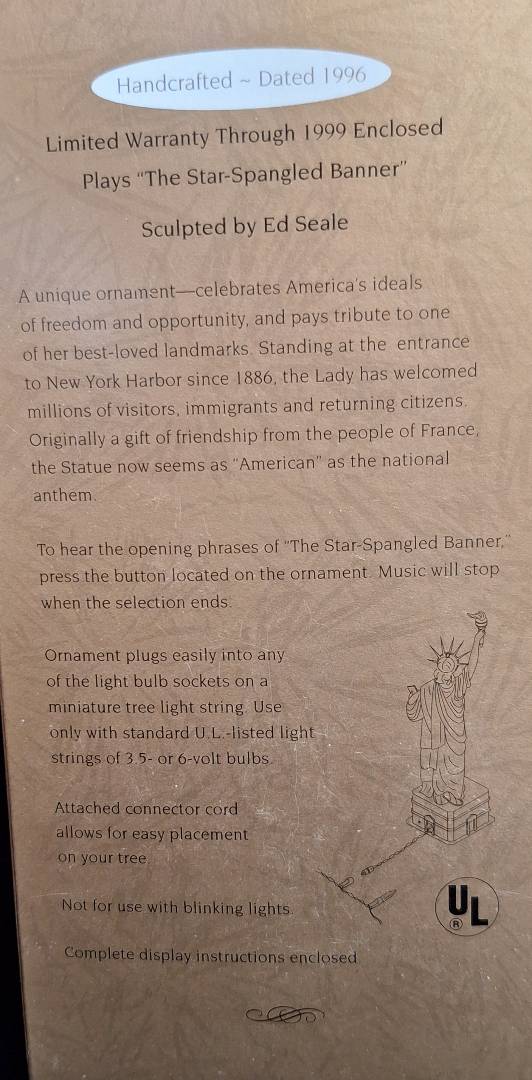 Handcrafted ~ Dated 1996
Limited Warranty Through 1999 Enclosed
Plays “The Star-Spangled Banner”
Sculpted by Ed Seale
A unique ornament—celebrates America's ideals
of freedom and opportunity, and pays tribute to one
of her best-loved landmarks. Standing at the entrance
to New York Harbor since 1886, the Lady has welcomed
millions of visitors, immigrants and returning citizens.
Originally a gift of friendship from the people of France,
the Statue now seems as “American” as the national
anthem.
To hear the opening phrases of “The Star-Spangled Banner,”
press the button located on the ornament. Music will stop
when the selection ends.
Ornament plugs easily into any
of the light bulb sockets on a
miniature tree light string. Use
only with standard U.L.-listed light
strings of 3.5- or 6-volt bulbs.
Attached connector cord
allows for easy placement
on your tree.
Not for use with blinking lights.
UL
®
Complete display instructions enclosed.